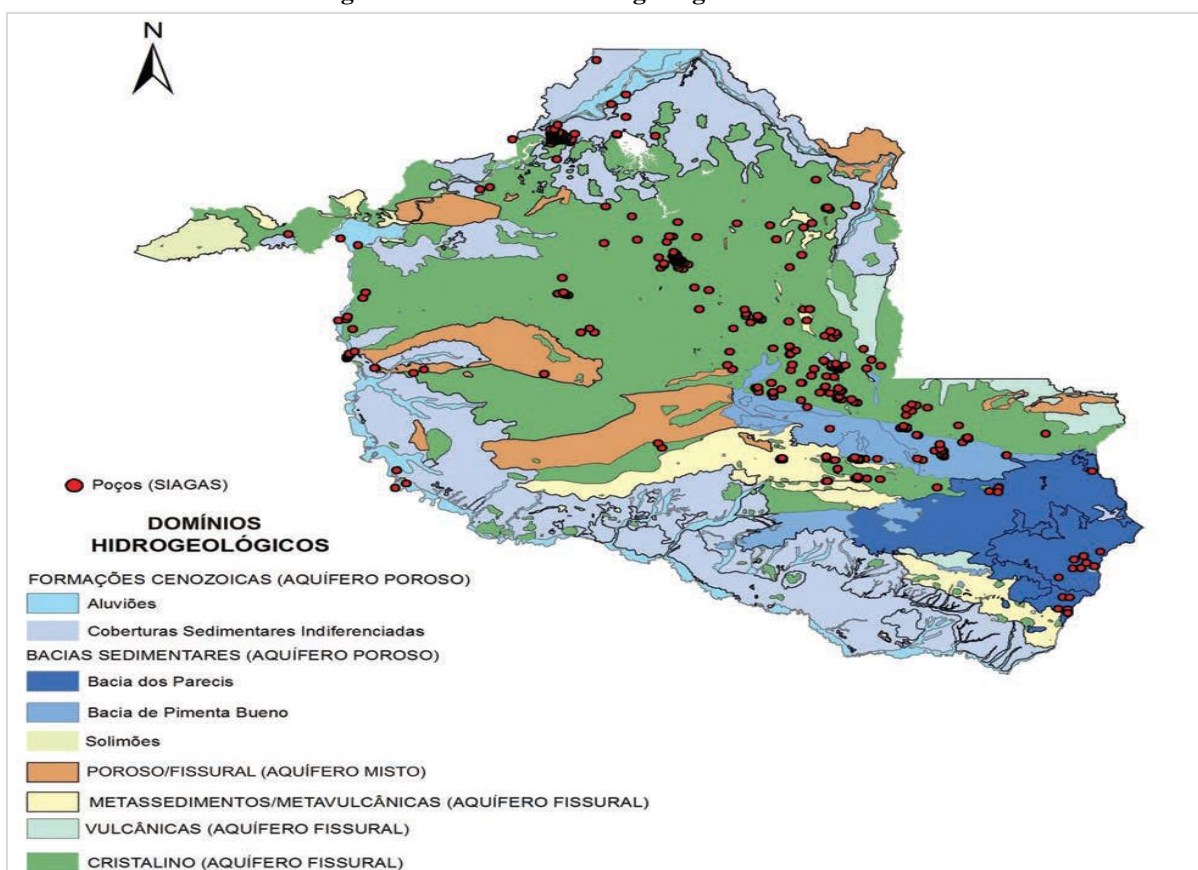 N
Poços (SIAGAS)
DOMÍNIOS
HIDROGEOLÓGICOS
FORMAÇÕES CENOZOICAS (AQUÍFERO POROSO)
Aluviões
Coberturas Sedimentares Indiferenciadas
BACIAS SEDIMENTARES (AQUÍFERO POROSO)
Bacia dos Parecis
Bacia de Pimenta Bueno
Solimões
POROSO/FISSURAL (AQUÍFERO MISTO)
METASSEDIMENTOS/METAVULCÂNICAS (AQUÍFERO FISSURAL)
VULCÂNICAS (AQUÍFERO FISSURAL)
CRISTALINO (AQUÍFERO FISSURAL)